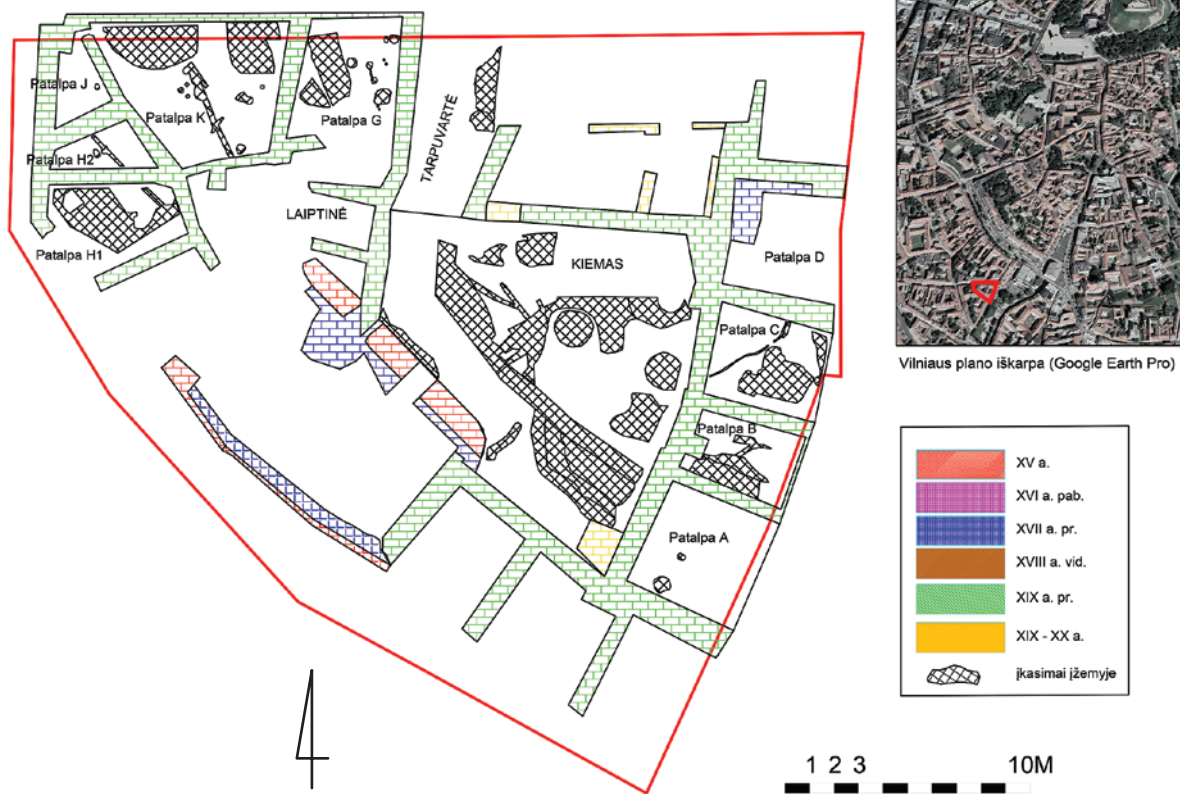 Patalpa J
Patalpa K
Patalpa G
Patalpa H2
Patalpa H1
TARPUVARTĖ
LAIPTINĖ
KIEMAS
Patalpa D
Patalpa C
Patalpa B
Patalpa A
Vilniaus plano iškarpa (Google Earth Pro)
XV a.
XVI a. pab.
XVII a. pr.
XVIII a. vid.
XIX a. pr.
XIX - XX a.
įkasimai įžemyje
1 2 3 10M